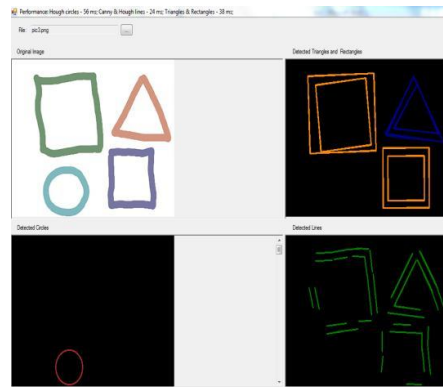 Performance: Hough circles - 56 ms; Canny & Hough lines - 24 ms; Triangles & Rectangles - 38 ms;
File: pic3.png ...
Original Image
Detected Triangles and Rectangles
Detected Circles
Detected Lines